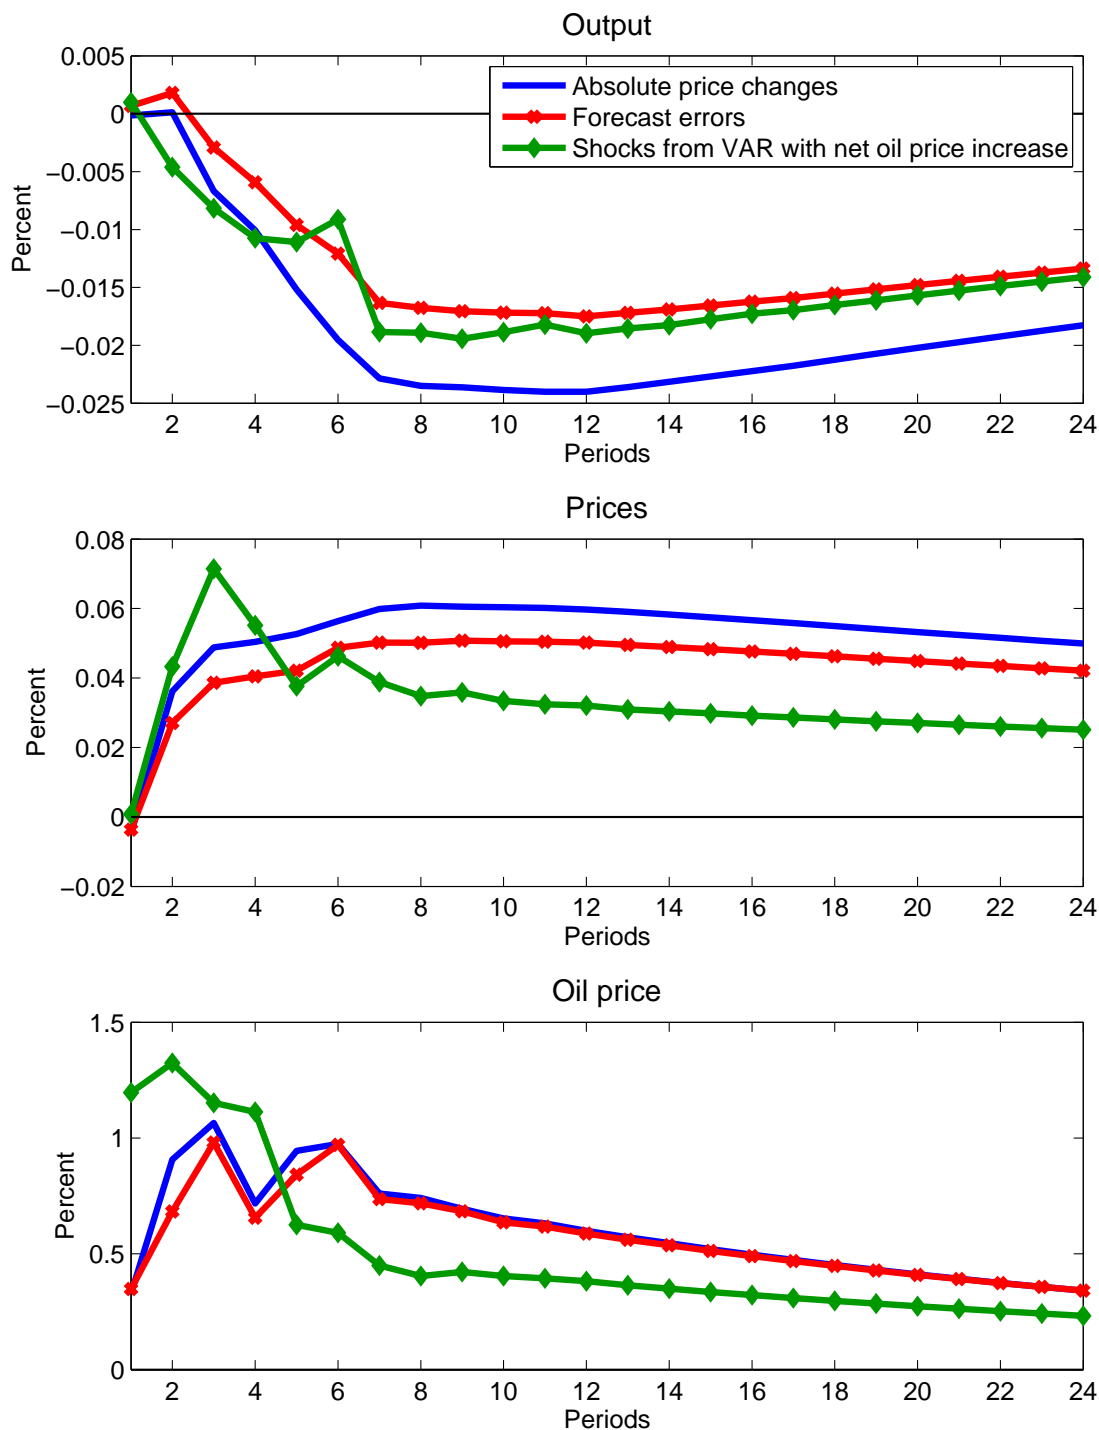 Output
0.005
0
−0.005
−0.01
−0.015
−0.02
−0.025
Percent
Absolute price changes
Forecast errors
Shocks from VAR with net oil price increase
2 4 6 8 10 12 14 16 18 20 22 24
Periods
Prices
0.08
0.06
0.04
0.02
0
−0.02
Percent
2 4 6 8 10 12 14 16 18 20 22 24
Periods
Oil price
1.5
1
0.5
0
Percent
2 4 6 8 10 12 14 16 18 20 22 24
Periods